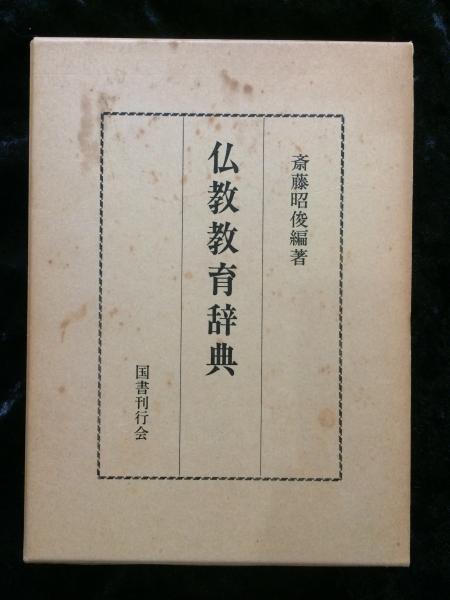 斎藤昭俊編著
仏教教育辞典
国書刊行会